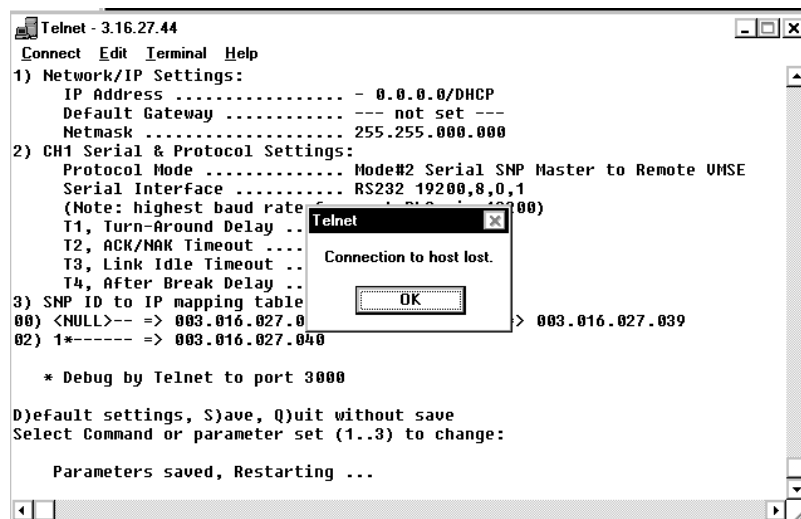 Telnet - 3.16.27.44
Connect Edit Terminal Help
1) Network/IP Settings:
IP Address ................. - 0.0.0.0/DHCP
Default Gateway ............ --- not set ---
Netmask .................... 255.255.000.000
2) CH1 Serial & Protocol Settings:
Protocol Mode .............. Mode#2 Serial SNP Master to Remote VMSE
Serial Interface ........... RS232 19200,8,O,1
(Note: highest baud rate
T1, Turn-Around Delay ..
T2, ACK/NAK Timeout ....
T3, Link Idle Timeout ..
T4, After Break Delay ..
Telnet
Connection to host lost.
OK
3) SNP ID to IP mapping table
00) <NULL>-- => 003.016.027.0 > 003.016.027.039
02) 1*------ => 003.016.027.040
* Debug by Telnet to port 3000
D)efault settings, S)ave, Q)uit without save
Select Command or parameter set (1..3) to change:
Parameters saved, Restarting ...